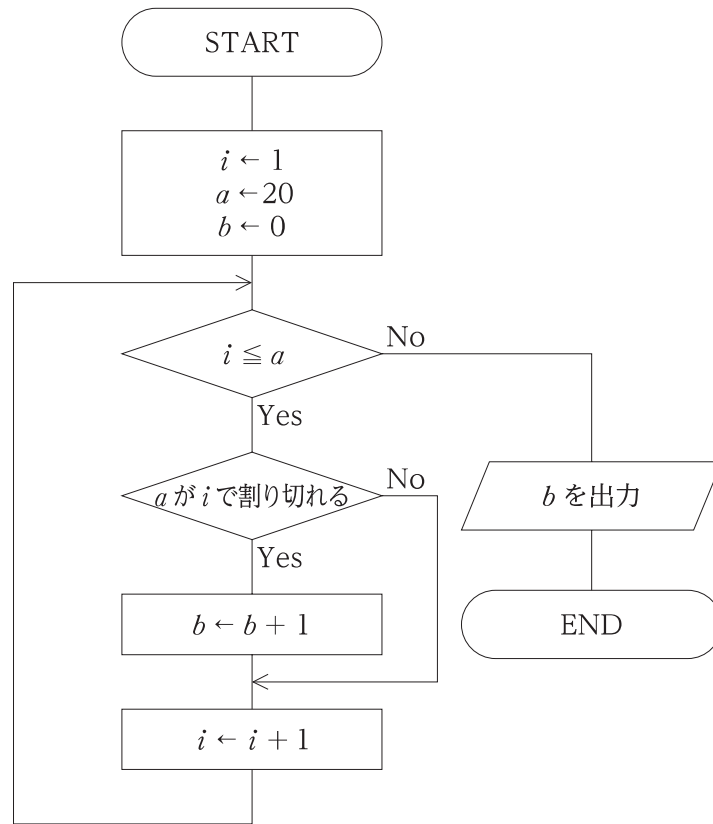 START
i ← 1
a ← 20
b ← 0
i ≦ a
No
Yes
a が i で割り切れる
No
Yes
b ← b + 1
i ← i + 1
b を出力
END